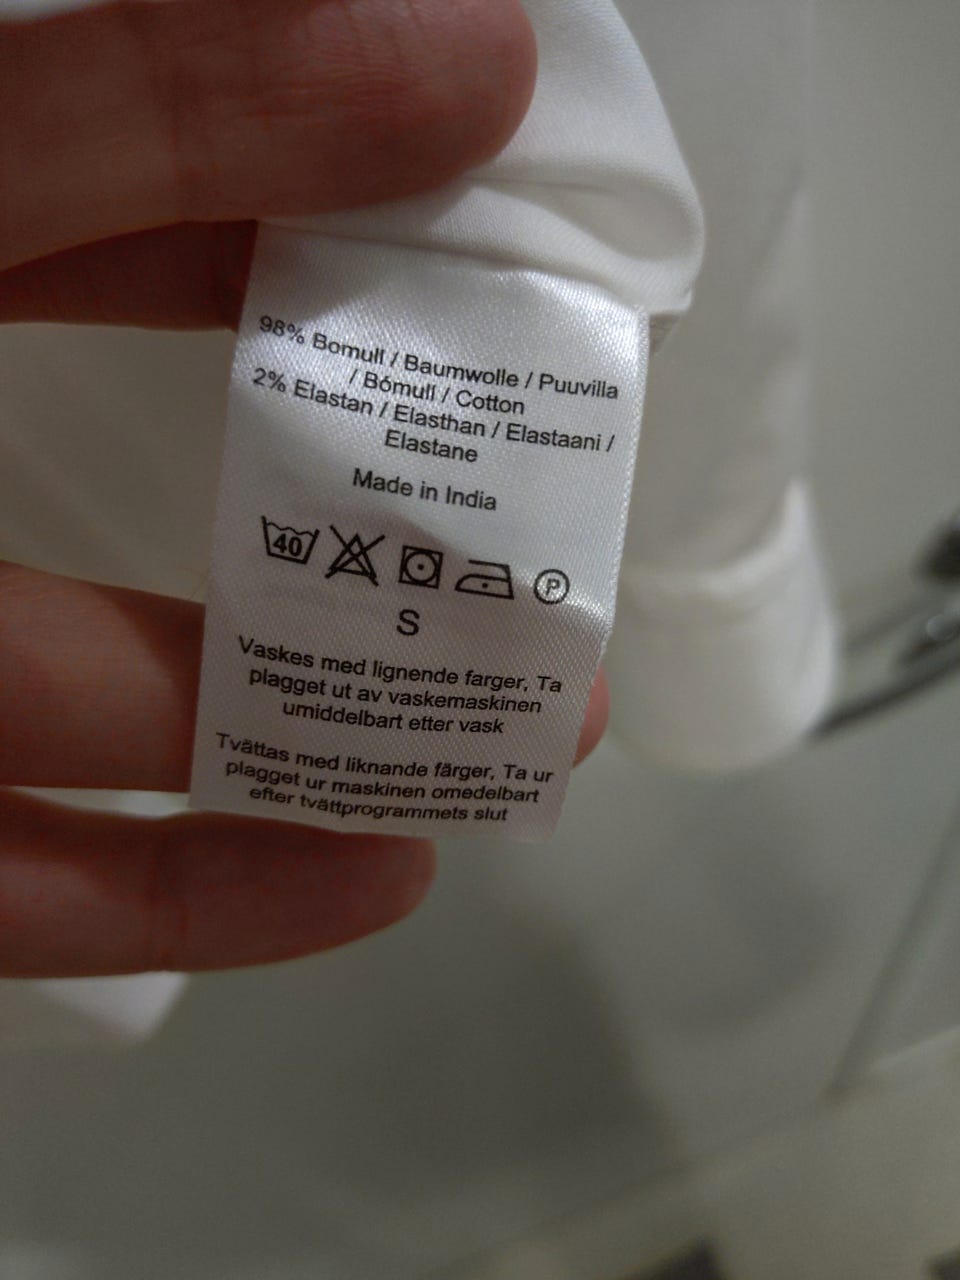 98% Bomull / Baumwolle / Puuvilla
/ Bómull / Cotton
2% Elastan / Elasthan / Elastaani /
Elastane
Made in India
40
P
S
Vaskes med lignende farger, Ta
plagget ut av vaskemaskinen
umiddelbart etter vask
Tvättas med liknande färger, Ta ur
plagget ur maskinen omedelbart
efter tvättprogrammets slut